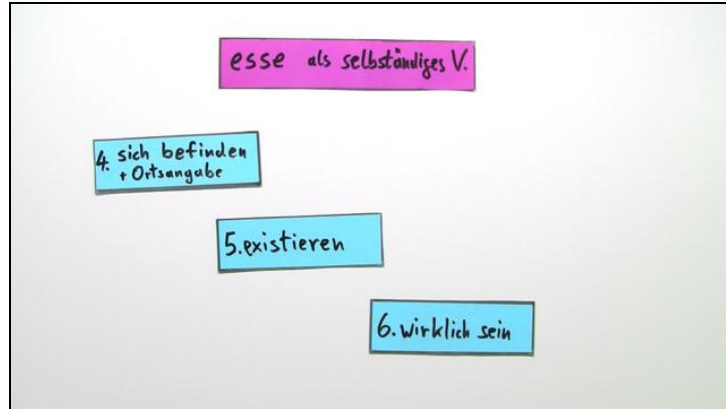 esse als selbständiges V.
4. sich befinden
+ Ortsangabe
5. existieren
6. wirklich sein